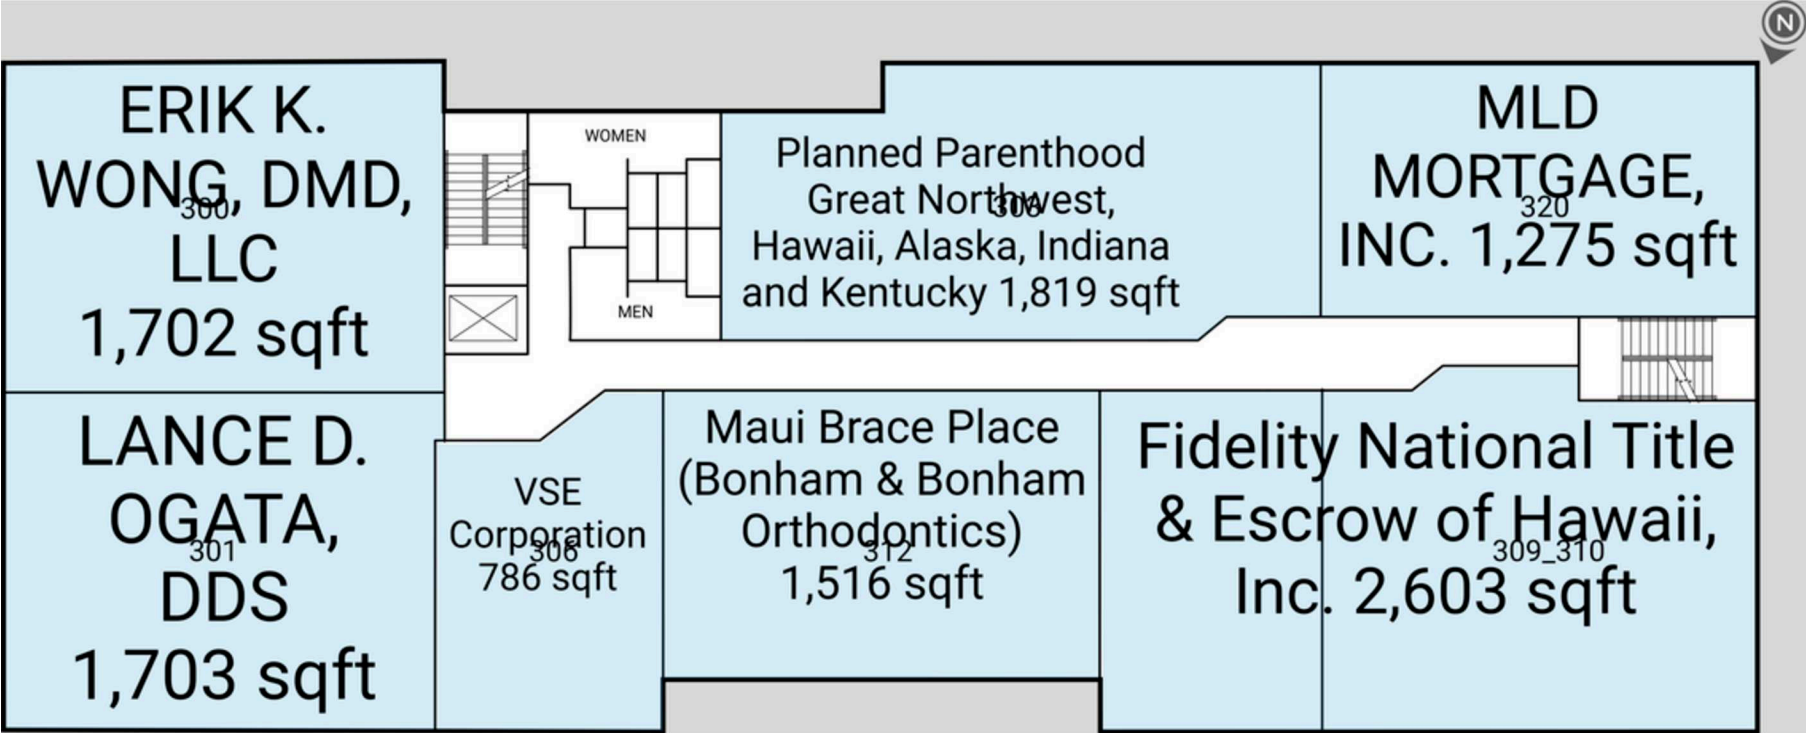 N
ERIK K.
WONG, DMD,
300
LLC
1,702 sqft
WOMEN
MEN
Planned Parenthood
Great Northwest,
Hawaii, Alaska, Indiana
and Kentucky 1,819 sqft
MLD
MORTGAGE,
320
INC. 1,275 sqft
LANCE D.
OGATA,
301
DDS
1,703 sqft
VSE
Corporation
306
786 sqft
Maui Brace Place
(Bonham & Bonham
Orthodontics)
312
1,516 sqft
Fidelity National Title
& Escrow of Hawaii,
309_310
Inc. 2,603 sqft